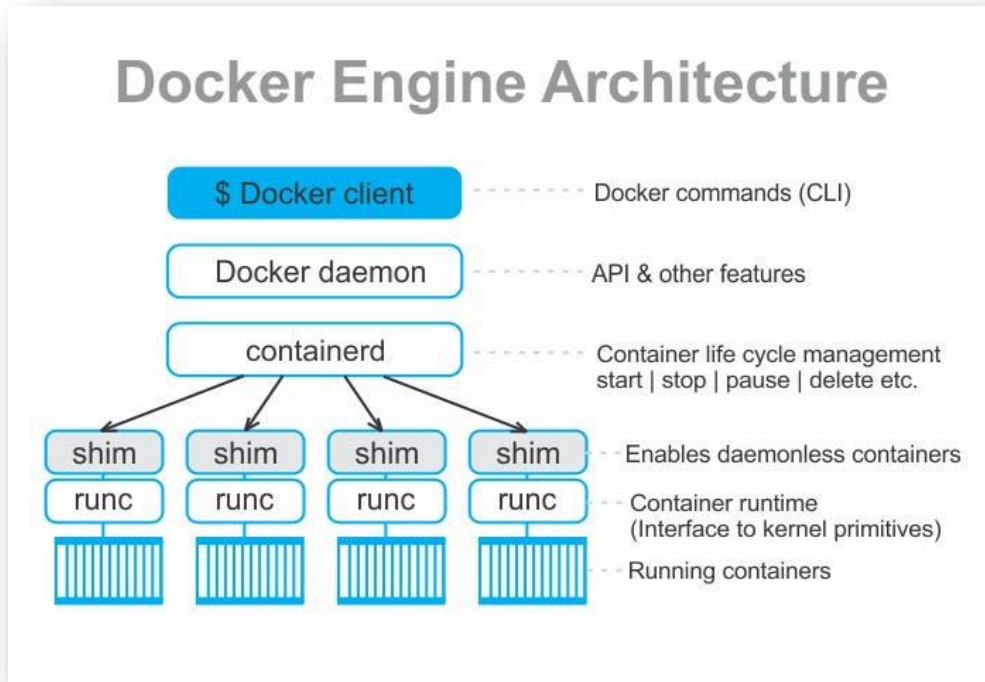 Docker Engine Architecture
$ Docker client
Docker commands (CLI)
Docker daemon
API & other features
containerd
Container life cycle management
start | stop | pause | delete etc.
shim
shim
shim
shim
Enables daemonless containers
runc
runc
runc
runc
Container runtime
(Interface to kernel primitives)
Running containers